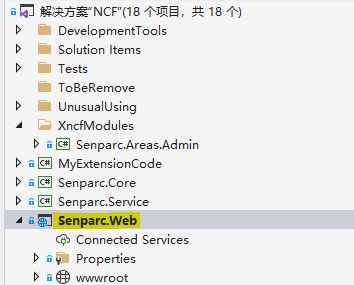 解决方案"NCF"(18 个项目，共 18 个)
DevelopmentTools
Solution Items
Tests
ToBeRemove
UnusualUsing
XncfModules
C# Senparc.Areas.Admin
C# MyExtensionCode
C# Senparc.Core
C# Senparc.Service
Senparc.Web
Connected Services
Properties
wwwroot